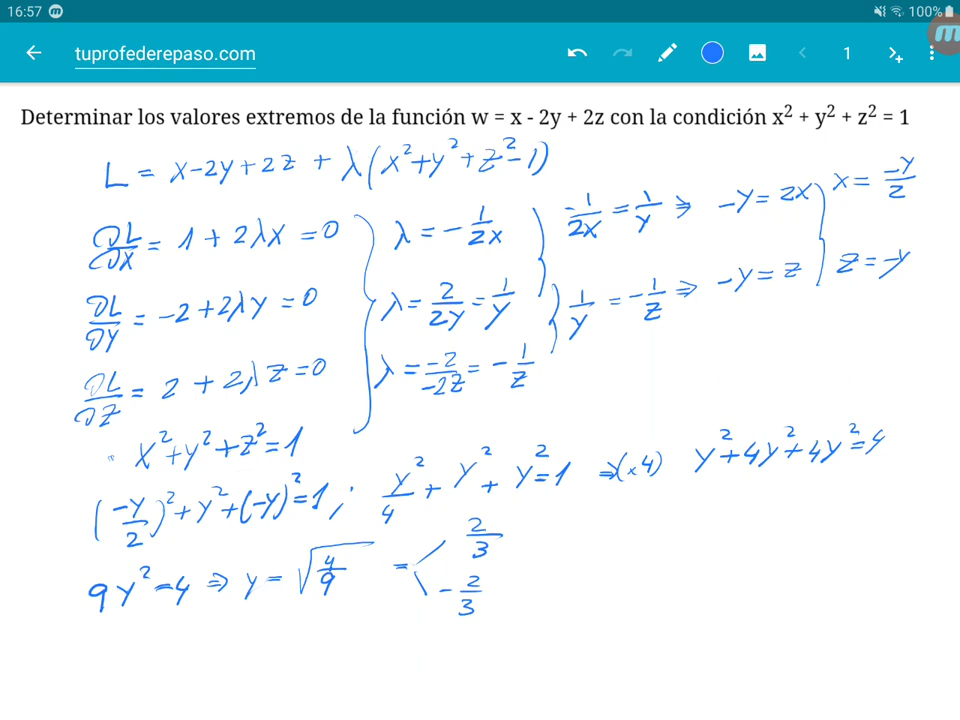 16:57 100%
tuprofederepaso.com 1
Determinar los valores extremos de la función w = x - 2y + 2z con la condición x² + y² + z² = 1
L = x-2y+2z + λ(x²+y²+z²-1)
∂L/∂x = 1 + 2λx = 0 λ = -1/2x -1/2x = 1/y ⇒ -y = 2x x = -y/2
∂L/∂y = -2 + 2λy = 0 λ = 2/2y = 1/y 1/y = -1/z ⇒ -y = z z = -y
∂L/∂z = 2 + 2λz = 0 λ = -2/-2z = -1/z
x²+y²+z²=1
(-y/2)²+y²+(-y)²=1; y²/4 + y² + y²=1 ⇒(×4) y²+4y²+4y²=4
9y²=4 ⇒ y = √4/9 = 2/3
-2/3